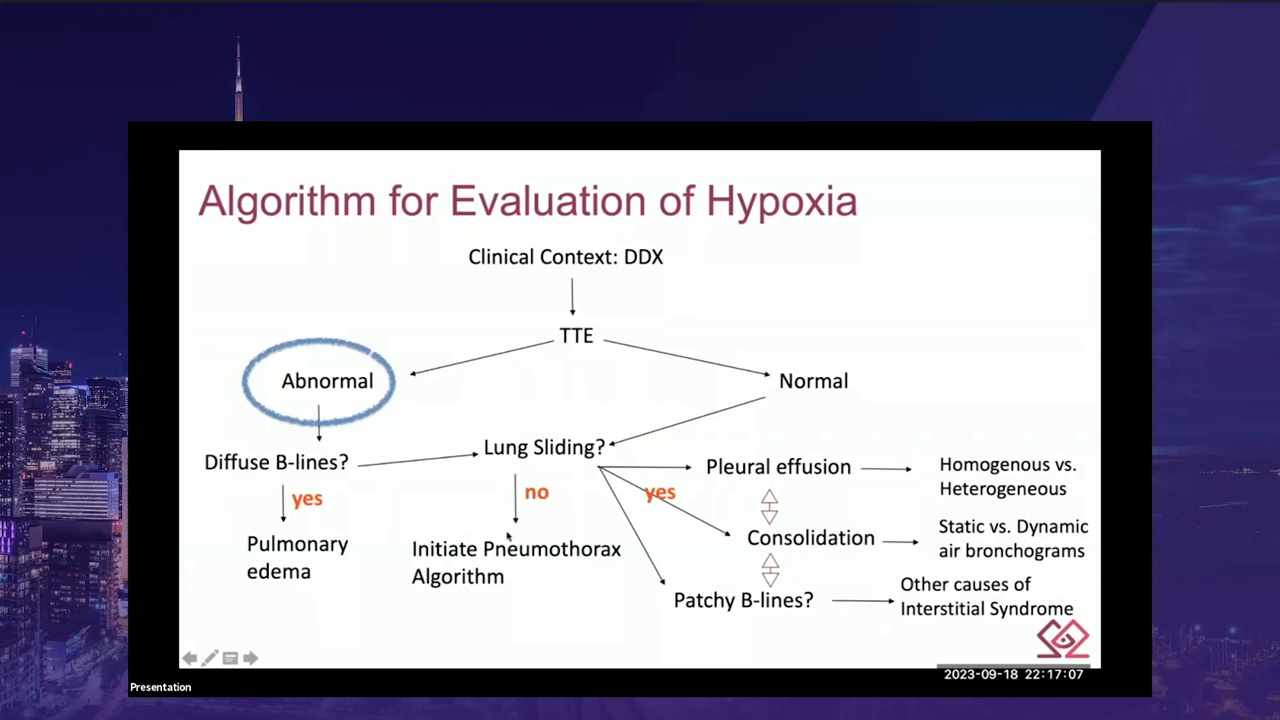 Algorithm for Evaluation of Hypoxia
Clinical Context: DDX
TTE
Abnormal
Normal
Diffuse B-lines?
Lung Sliding?
Pleural effusion
Homogenous vs.
Heterogeneous
yes
no
yes
Pulmonary
edema
Initiate Pneumothorax
Algorithm
Consolidation
Static vs. Dynamic
air bronchograms
Patchy B-lines?
Other causes of
Interstitial Syndrome
2023-09-18 22:17:07
Presentation